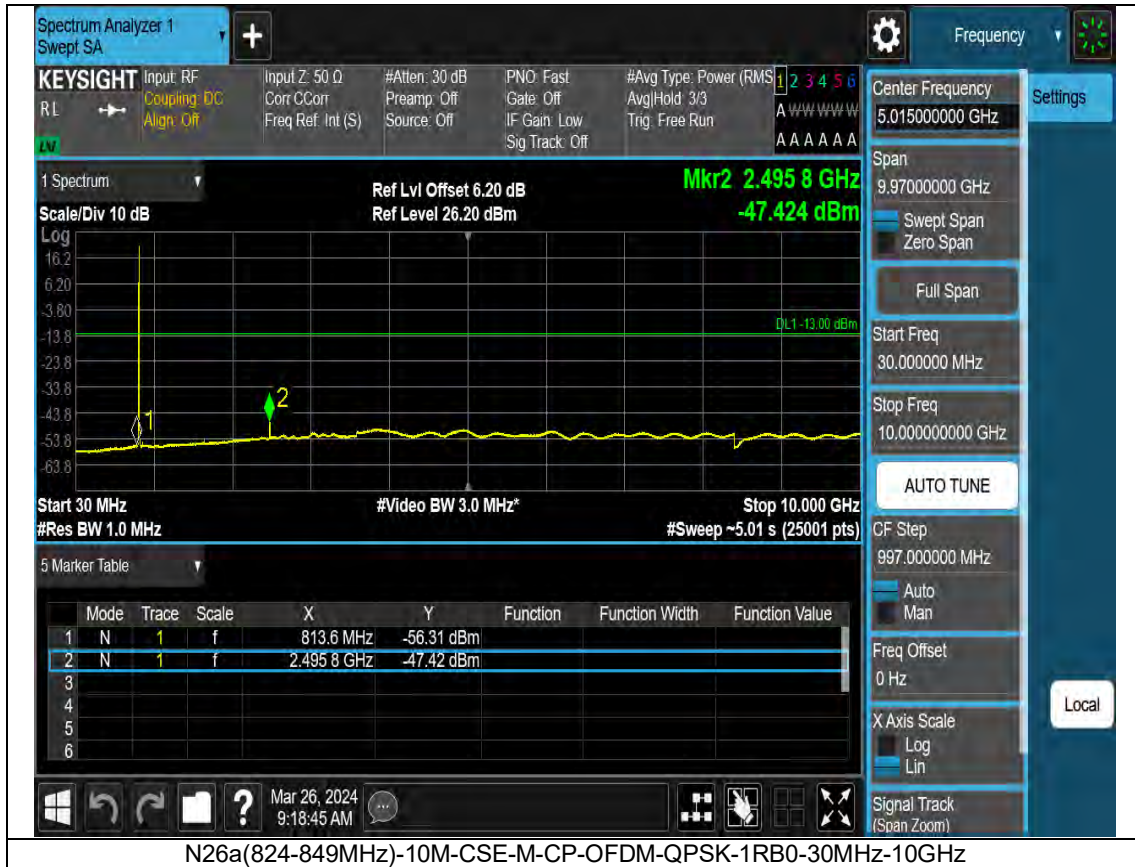 Spectrum Analyzer 1
Swept SA
Frequency
KEYSIGHT
RL
LXI
Input: RF
Coupling: DC
Align: Off
Input Z: 50 Ω
Corr CCorr
Freq Ref: Int (S)
#Atten: 30 dB
Preamp: Off
Source: Off
PNO: Fast
Gate: Off
IF Gain: Low
Sig Track: Off
#Avg Type: Power (RMS
Avg|Hold: 3/3
Trig: Free Run
1 2 3 4 5 6
A W W W W W
A A A A A A
Center Frequency
5.015000000 GHz
Settings
Span
9.97000000 GHz
Swept Span
Zero Span
Full Span
Start Freq
30.000000 MHz
Stop Freq
10.000000000 GHz
AUTO TUNE
CF Step
997.000000 MHz
Auto
Man
Freq Offset
0 Hz
X Axis Scale
Log
Lin
Signal Track
(Span Zoom)
Local
1 Spectrum
Scale/Div 10 dB
Ref Lvl Offset 6.20 dB
Ref Level 26.20 dBm
Mkr2 2.495 8 GHz
-47.424 dBm
Log
16.2
6.20
-3.80
-13.8
-23.8
-33.8
-43.8
-53.8
-63.8
DL1 -13.00 dBm
1
2
Start 30 MHz
#Video BW 3.0 MHz*
Stop 10.000 GHz
#Res BW 1.0 MHz
#Sweep ~5.01 s (25001 pts)
5 Marker Table
Mode Trace Scale X Y Function Function Width Function Value
1 N 1 f 813.6 MHz -56.31 dBm
2 N 1 f 2.495 8 GHz -47.42 dBm
3
4
5
6
?
Mar 26, 2024
9:18:45 AM
N26a(824-849MHz)-10M-CSE-M-CP-OFDM-QPSK-1RB0-30MHz-10GHz